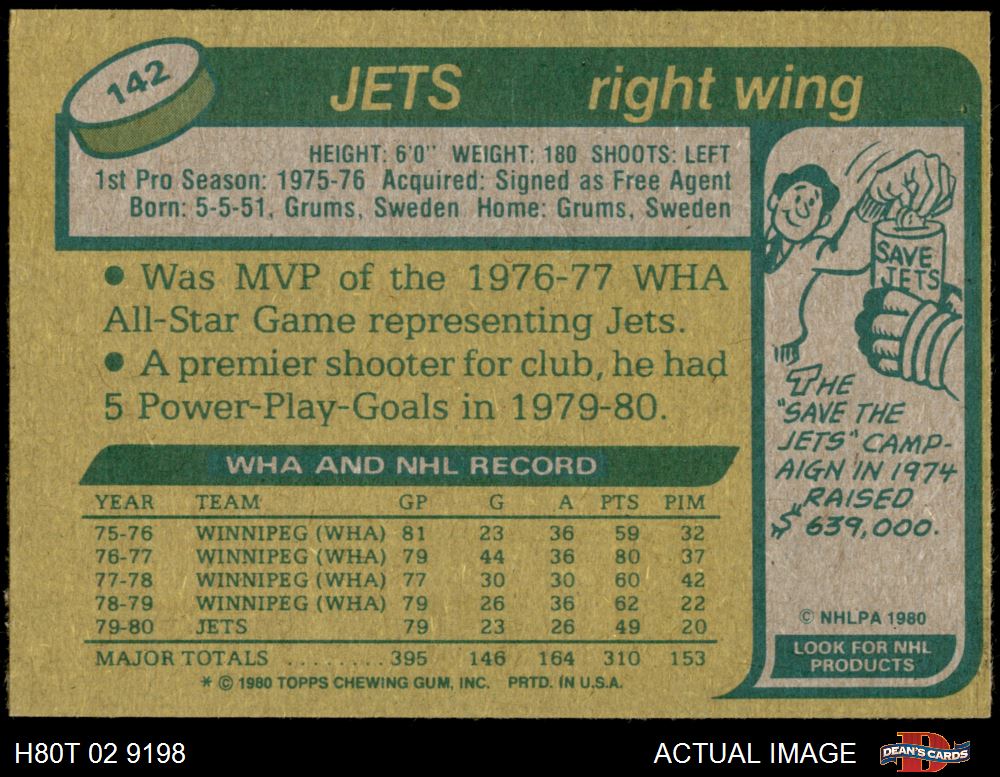 142
JETS right wing
HEIGHT: 6'0" WEIGHT: 180 SHOOTS: LEFT
1st Pro Season: 1975-76 Acquired: Signed as Free Agent
Born: 5-5-51, Grums, Sweden Home: Grums, Sweden
• Was MVP of the 1976-77 WHA
All-Star Game representing Jets.
• A premier shooter for club, he had
5 Power-Play-Goals in 1979-80.
WHA AND NHL RECORD
YEAR TEAM GP G A PTS PIM
75-76 WINNIPEG (WHA) 81 23 36 59 32
76-77 WINNIPEG (WHA) 79 44 36 80 37
77-78 WINNIPEG (WHA) 77 30 30 60 42
78-79 WINNIPEG (WHA) 79 26 36 62 22
79-80 JETS 79 23 26 49 20
MAJOR TOTALS ........395 146 164 310 153
* © 1980 TOPPS CHEWING GUM, INC. PRTD. IN U.S.A.
SAVE
JETS
THE
"SAVE THE
JETS" CAMP-
AIGN IN 1974
RAISED
$639,000.
© NHLPA 1980
LOOK FOR NHL
PRODUCTS
H80T 02 9198 ACTUAL IMAGE
DEAN'S CARDS